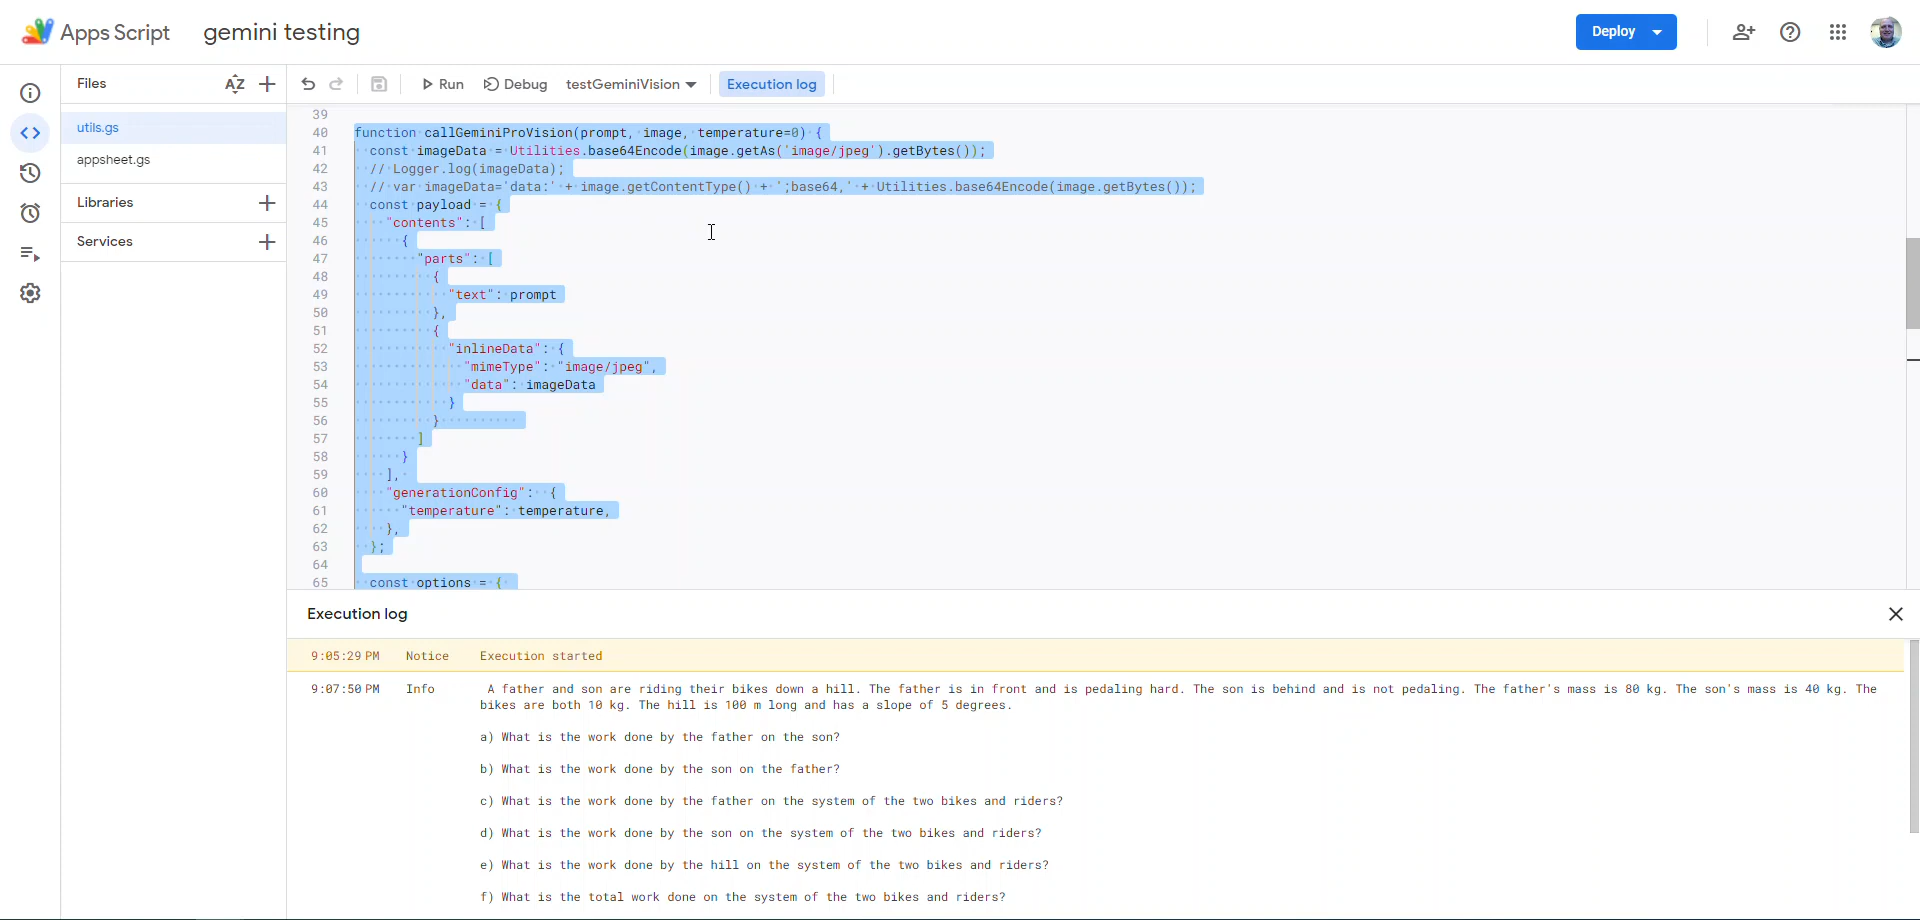 Apps Script
gemini testing
Deploy
Files
AZ
Run
Debug
testGeminiVision
Execution log
utils.gs
appsheet.gs
Libraries
Services
39
40 function callGeminiProVision(prompt, image, temperature=0) {
41 const imageData = Utilities.base64Encode(image.getAs('image/jpeg').getBytes());
42 // Logger.log(imageData);
43 // var imageData='data:' + image.getContentType() + ';base64,' + Utilities.base64Encode(image.getBytes());
44 const payload = {
45 "contents": [
46 {
47 "parts": [
48 {
49 "text": prompt
50 },
51 {
52 "inlineData": {
53 "mimeType": "image/jpeg",
54 "data": imageData
55 }
56 }
57 ]
58 }
59 ],
60 "generationConfig": {
61 "temperature": temperature,
62 },
63 };
64
65 const options = {
Execution log
9:05:29 PM Notice Execution started
9:07:50 PM Info A father and son are riding their bikes down a hill. The father is in front and is pedaling hard. The son is behind and is not pedaling. The father's mass is 80 kg. The son's mass is 40 kg. The
bikes are both 10 kg. The hill is 100 m long and has a slope of 5 degrees.
a) What is the work done by the father on the son?
b) What is the work done by the son on the father?
c) What is the work done by the father on the system of the two bikes and riders?
d) What is the work done by the son on the system of the two bikes and riders?
e) What is the work done by the hill on the system of the two bikes and riders?
f) What is the total work done on the system of the two bikes and riders?